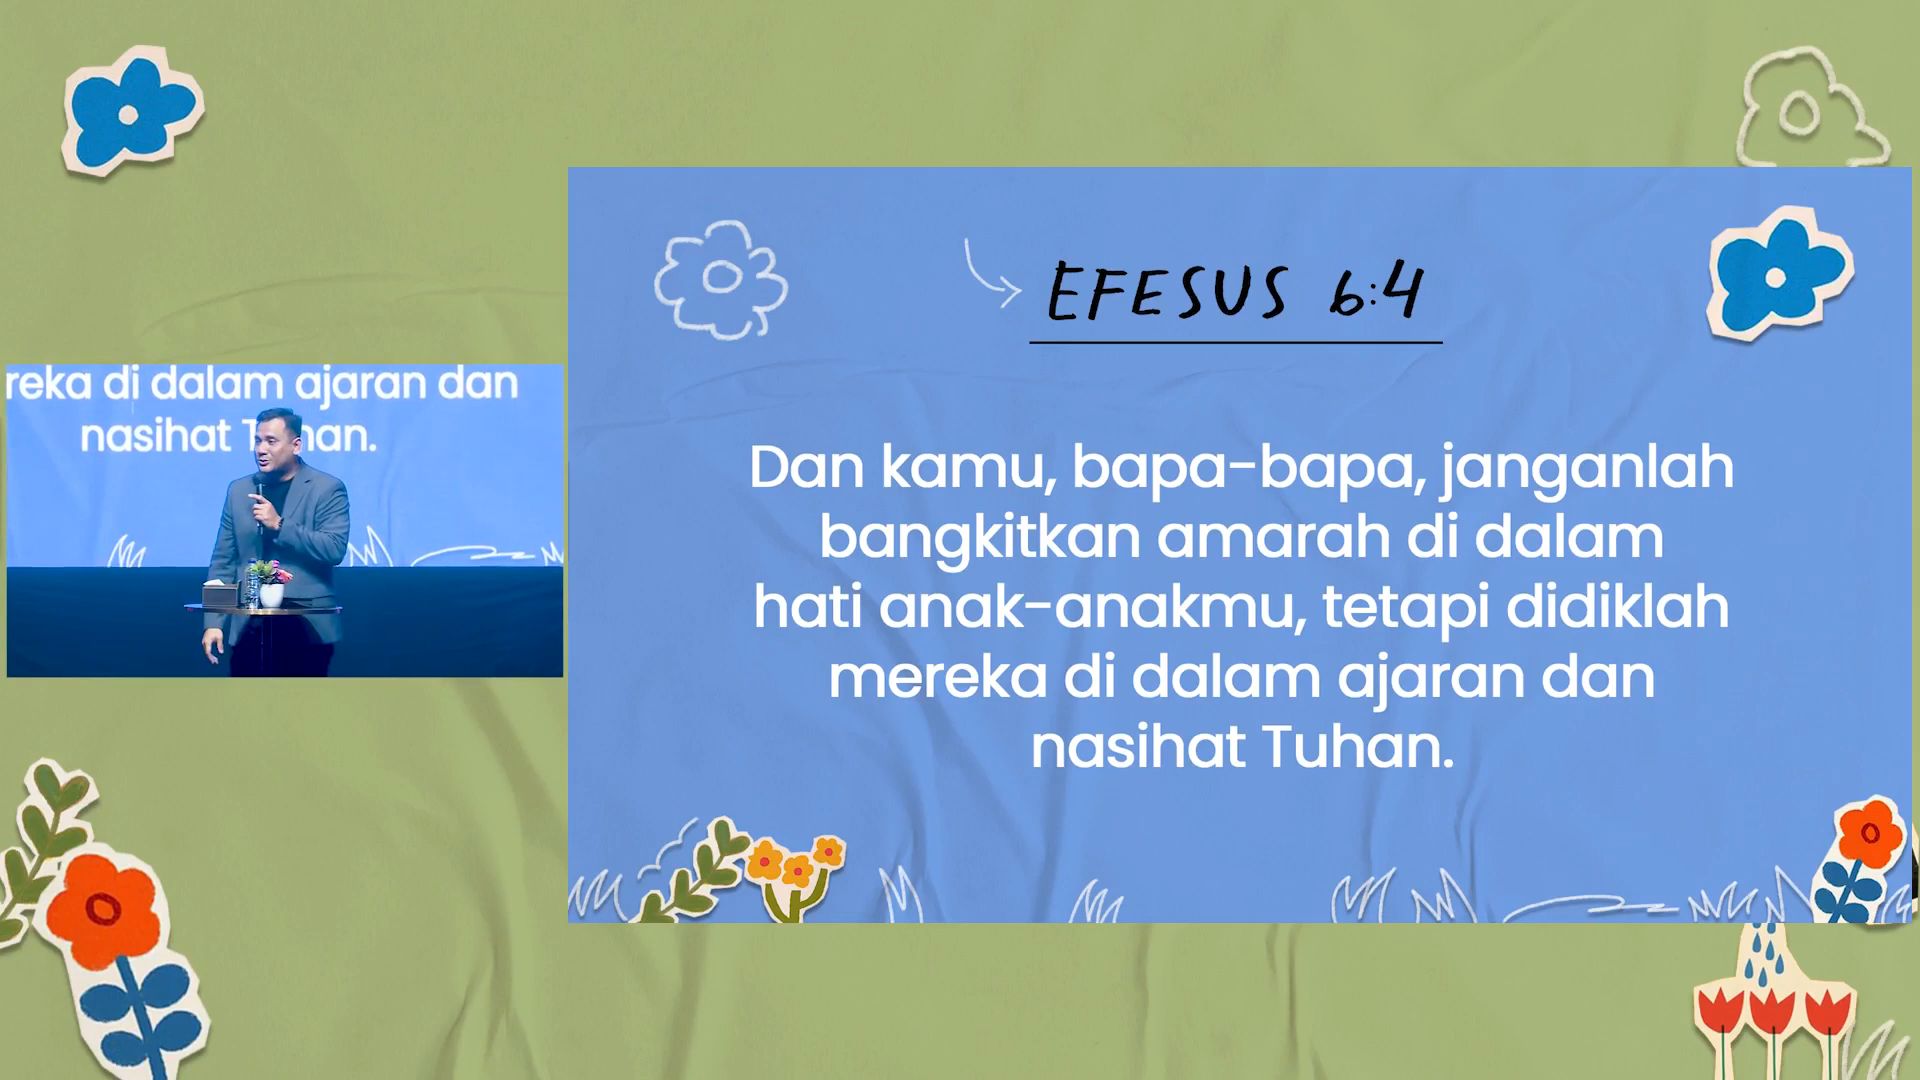 EFESUS 6:4
Dan kamu, bapa-bapa, janganlah
bangkitkan amarah di dalam
hati anak-anakmu, tetapi didiklah
mereka di dalam ajaran dan
nasihat Tuhan.
reka di dalam ajaran dan
nasihat T han.